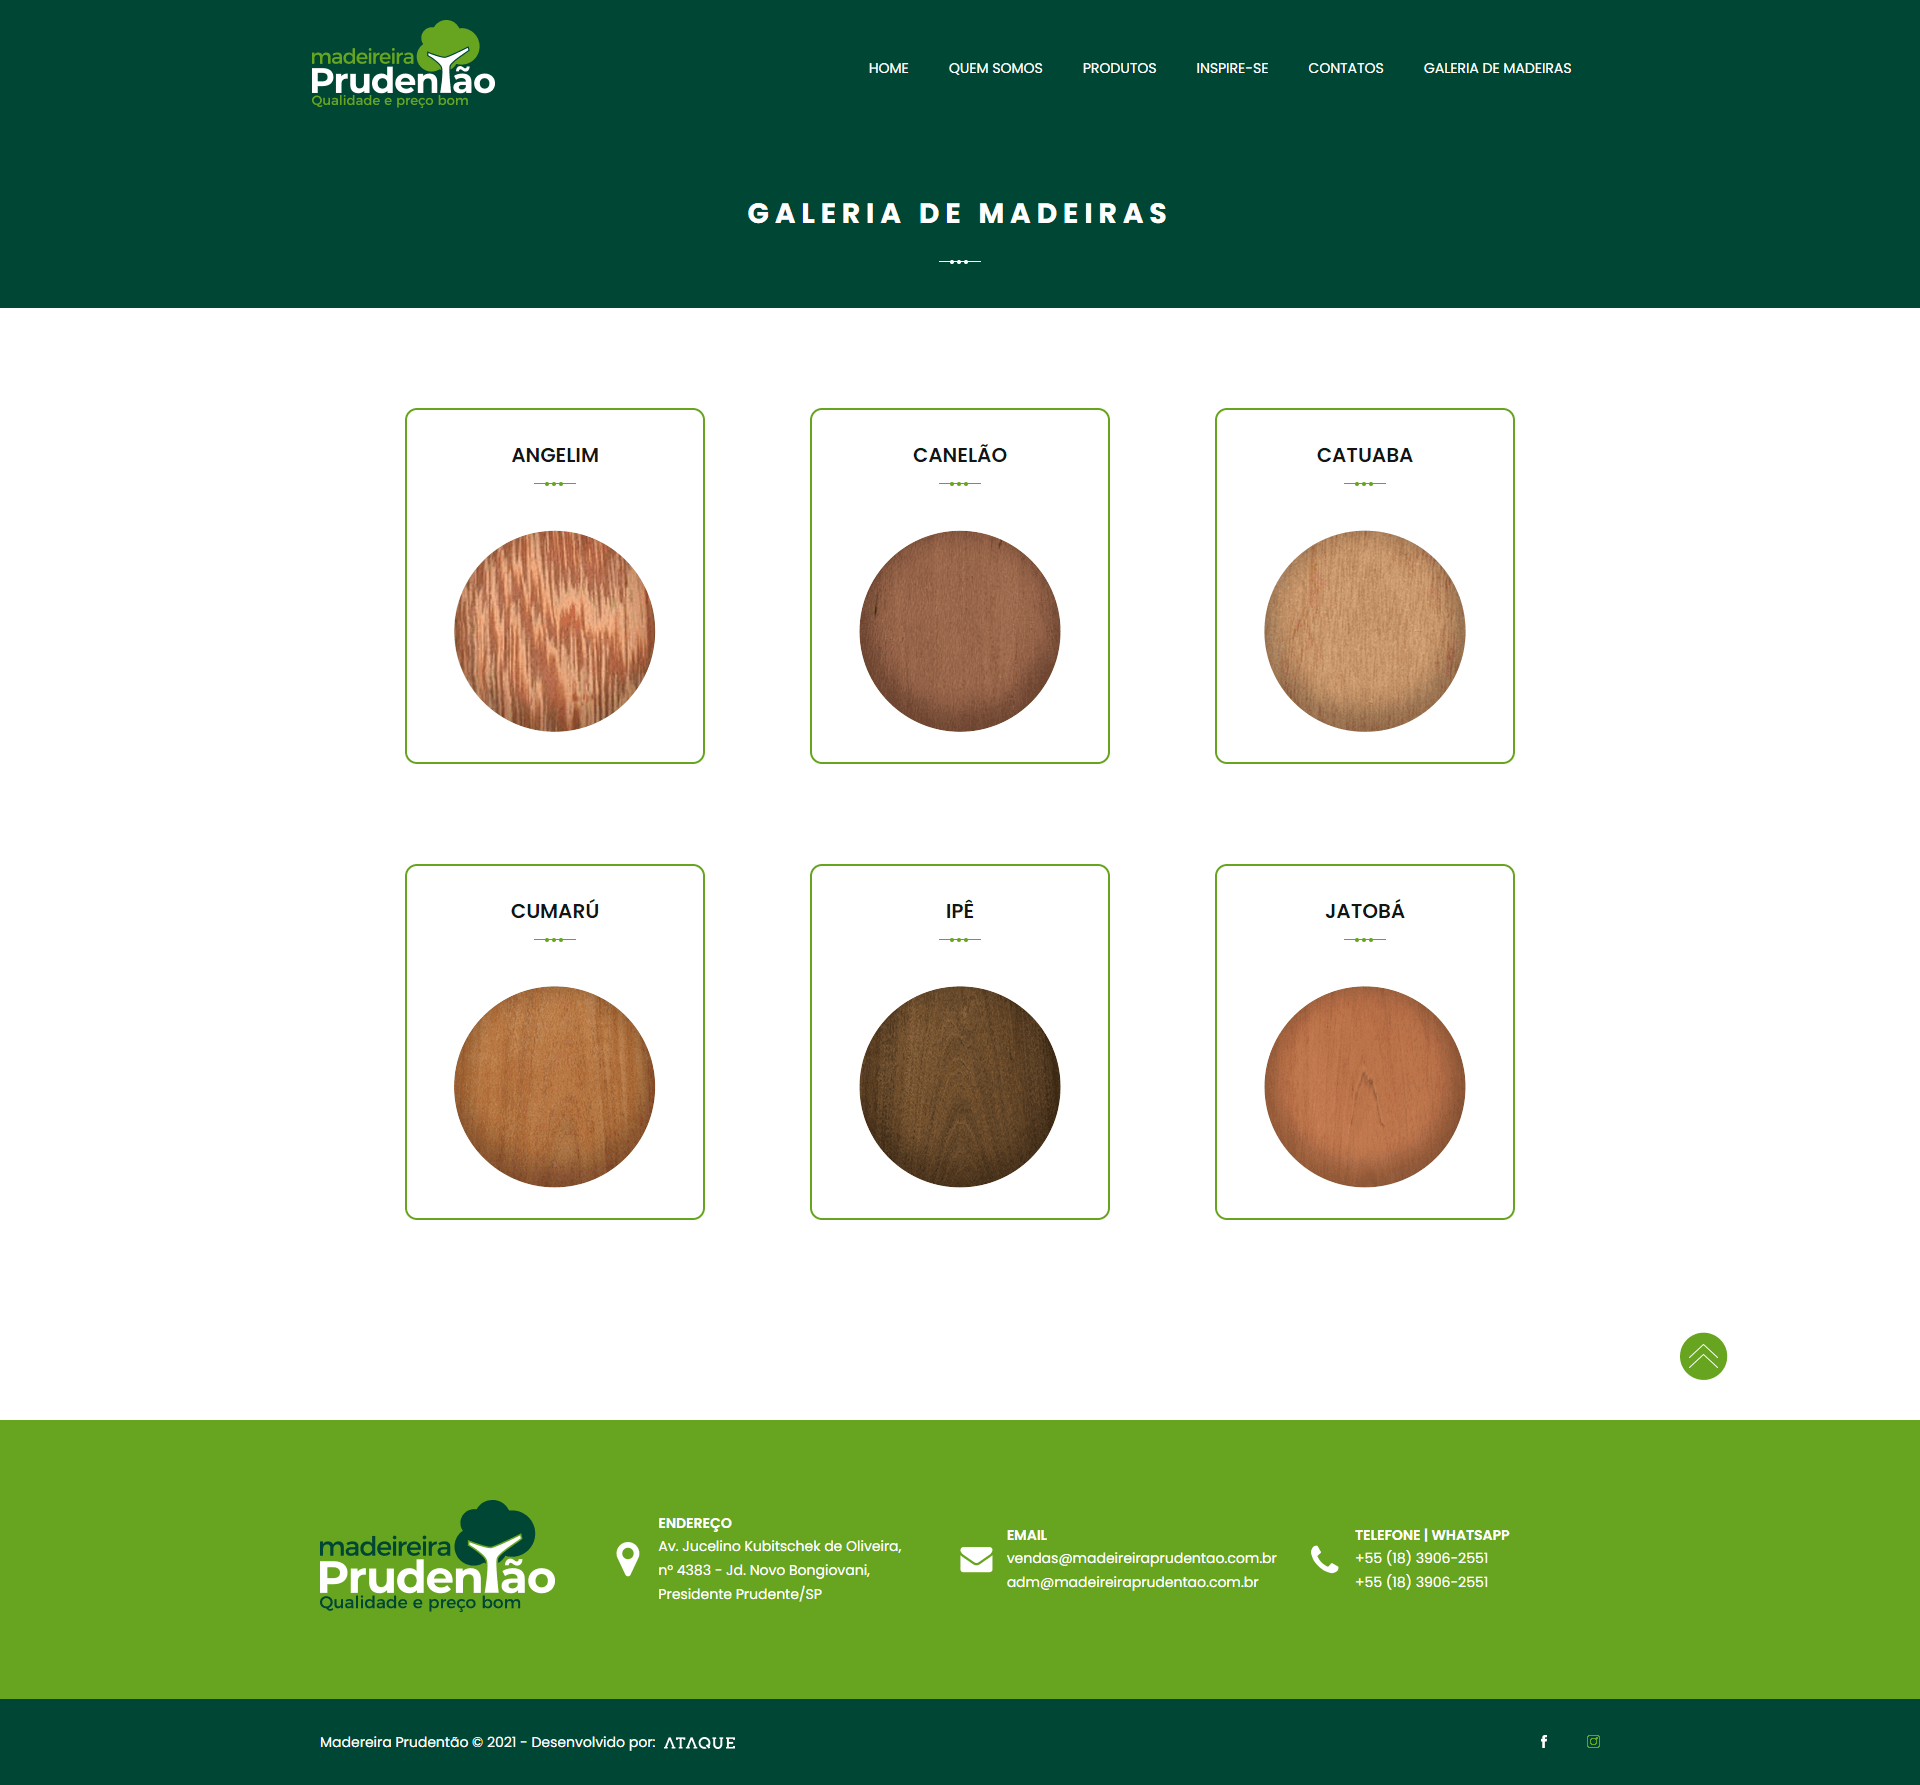 madeireira
Prudentão
Qualidade e preço bom
HOME
QUEM SOMOS
PRODUTOS
INSPIRE-SE
CONTATOS
GALERIA DE MADEIRAS
GALERIA DE MADEIRAS
ANGELIM
CANELÃO
CATUABA
CUMARÚ
IPÊ
JATOBÁ
madeireira
Prudentão
Qualidade e preço bom
ENDEREÇO
Av. Jucelino Kubitschek de Oliveira,
nº 4383 - Jd. Novo Bongiovani,
Presidente Prudente/SP
EMAIL
vendas@madeireiraprudentao.com.br
adm@madeireiraprudentao.com.br
TELEFONE | WHATSAPP
+55 (18) 3906-2551
+55 (18) 3906-2551
Madereira Prudentão © 2021 - Desenvolvido por: ATAQUE